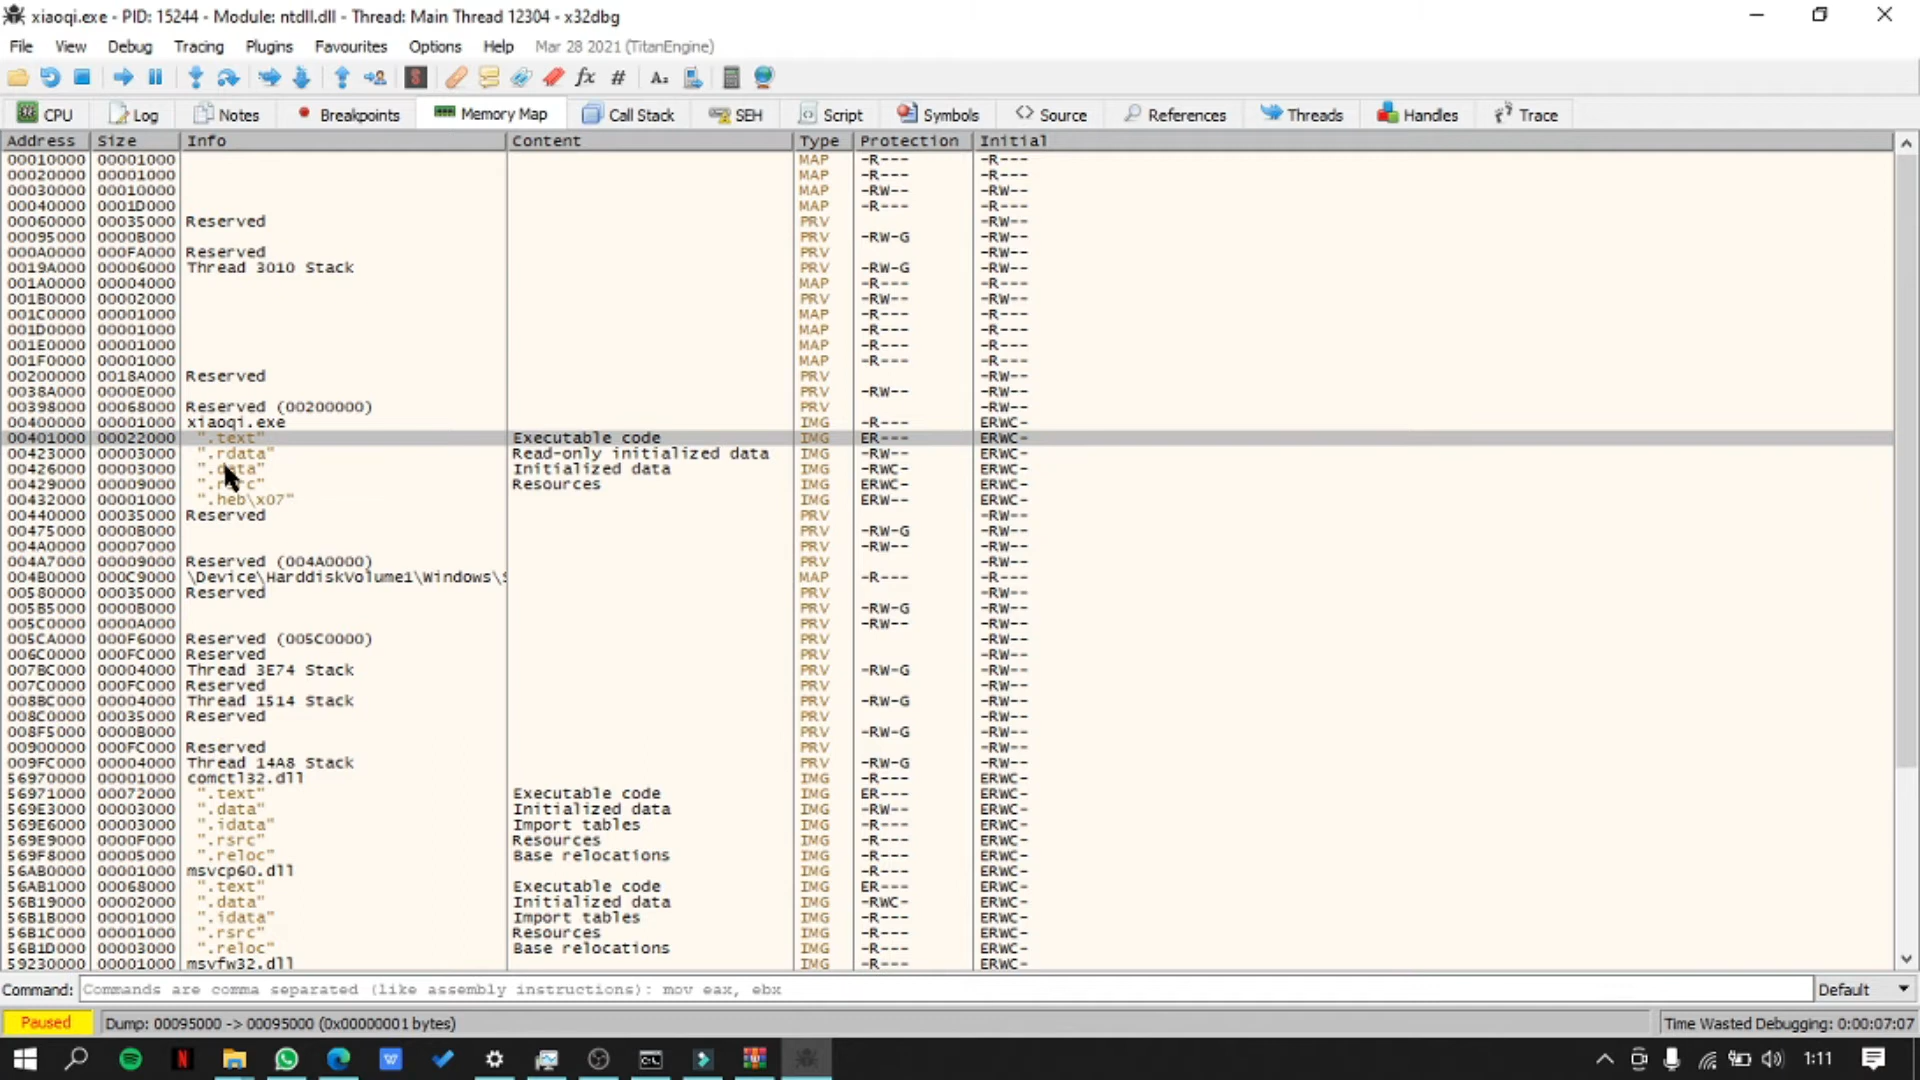 xiaoqi.exe - PID: 15244 - Module: ntdll.dll - Thread: Main Thread 12304 - x32dbg
File View Debug Tracing Plugins Favourites Options Help Mar 28 2021 (TitanEngine)
CPU Log Notes Breakpoints Memory Map Call Stack SEH Script Symbols Source References Threads Handles Trace
Address Size Info Content Type Protection Initial
00010000 00001000 MAP -R--- -R---
00020000 00001000 MAP -R--- -R---
00030000 00010000 MAP -RW-- -RW--
00040000 0001D000 MAP -R--- -R---
00060000 00035000 Reserved PRV -RW--
00095000 0000B000 PRV -RW-G -RW--
000A0000 000FA000 Reserved PRV -RW--
0019A000 00006000 Thread 3010 Stack PRV -RW-G -RW--
001A0000 00004000 MAP -R--- -R---
001B0000 00002000 PRV -RW-- -RW--
001C0000 00001000 MAP -R--- -R---
001D0000 00001000 MAP -R--- -R---
001E0000 00001000 MAP -R--- -R---
001F0000 00001000 MAP -R--- -R---
00200000 0018A000 Reserved PRV -RW--
0038A000 0000E000 PRV -RW-- -RW--
00398000 00068000 Reserved (00200000) PRV -RW--
00400000 00001000 xiaoqi.exe IMG -R--- ERWC-
00401000 00022000 ".text" Executable code IMG ER--- ERWC-
00423000 00003000 ".rdata" Read-only initialized data IMG -RW-- ERWC-
00426000 00003000 ".data" Initialized data IMG -RWC- ERWC-
00429000 00009000 ".rsrc" Resources IMG ERWC- ERWC-
00432000 00001000 ".heb\x07" IMG ERW-- ERWC-
00440000 00035000 Reserved PRV -RW--
00475000 0000B000 PRV -RW-G -RW--
004A0000 00007000 PRV -RW-- -RW--
004A7000 00009000 Reserved (004A0000) PRV -RW--
004B0000 000C9000 \Device\HarddiskVolume1\Windows\S MAP -R--- -R---
00580000 00035000 Reserved PRV -RW--
005B5000 0000B000 PRV -RW-G -RW--
005C0000 0000A000 PRV -RW-- -RW--
005CA000 000F6000 Reserved (005C0000) PRV -RW--
006C0000 000FC000 Reserved PRV -RW--
007BC000 00004000 Thread 3E74 Stack PRV -RW-G -RW--
007C0000 000FC000 Reserved PRV -RW--
008BC000 00004000 Thread 1514 Stack PRV -RW-G -RW--
008C0000 00035000 Reserved PRV -RW--
008F5000 0000B000 PRV -RW-G -RW--
00900000 000FC000 Reserved PRV -RW--
009FC000 00004000 Thread 14A8 Stack PRV -RW-G -RW--
56970000 00001000 comctl32.dll IMG -R--- ERWC-
56971000 00072000 ".text" Executable code IMG ER--- ERWC-
569E3000 00003000 ".data" Initialized data IMG -RW-- ERWC-
569E6000 00003000 ".idata" Import tables IMG -R--- ERWC-
569E9000 0000F000 ".rsrc" Resources IMG -R--- ERWC-
569F8000 00005000 ".reloc" Base relocations IMG -R--- ERWC-
56AB0000 00001000 msvcp60.dll IMG -R--- ERWC-
56AB1000 00068000 ".text" Executable code IMG ER--- ERWC-
56B19000 00002000 ".data" Initialized data IMG -RWC- ERWC-
56B1B000 00001000 ".idata" Import tables IMG -R--- ERWC-
56B1C000 00001000 ".rsrc" Resources IMG -R--- ERWC-
56B1D000 00003000 ".reloc" Base relocations IMG -R--- ERWC-
59230000 00001000 msvfw32.dll IMG -R--- ERWC-
Command: Commands are comma separated (like assembly instructions): mov eax, ebx Default
Paused Dump: 00095000 -> 00095000 (0x00000001 bytes) Time Wasted Debugging: 0:00:07:07
1:11